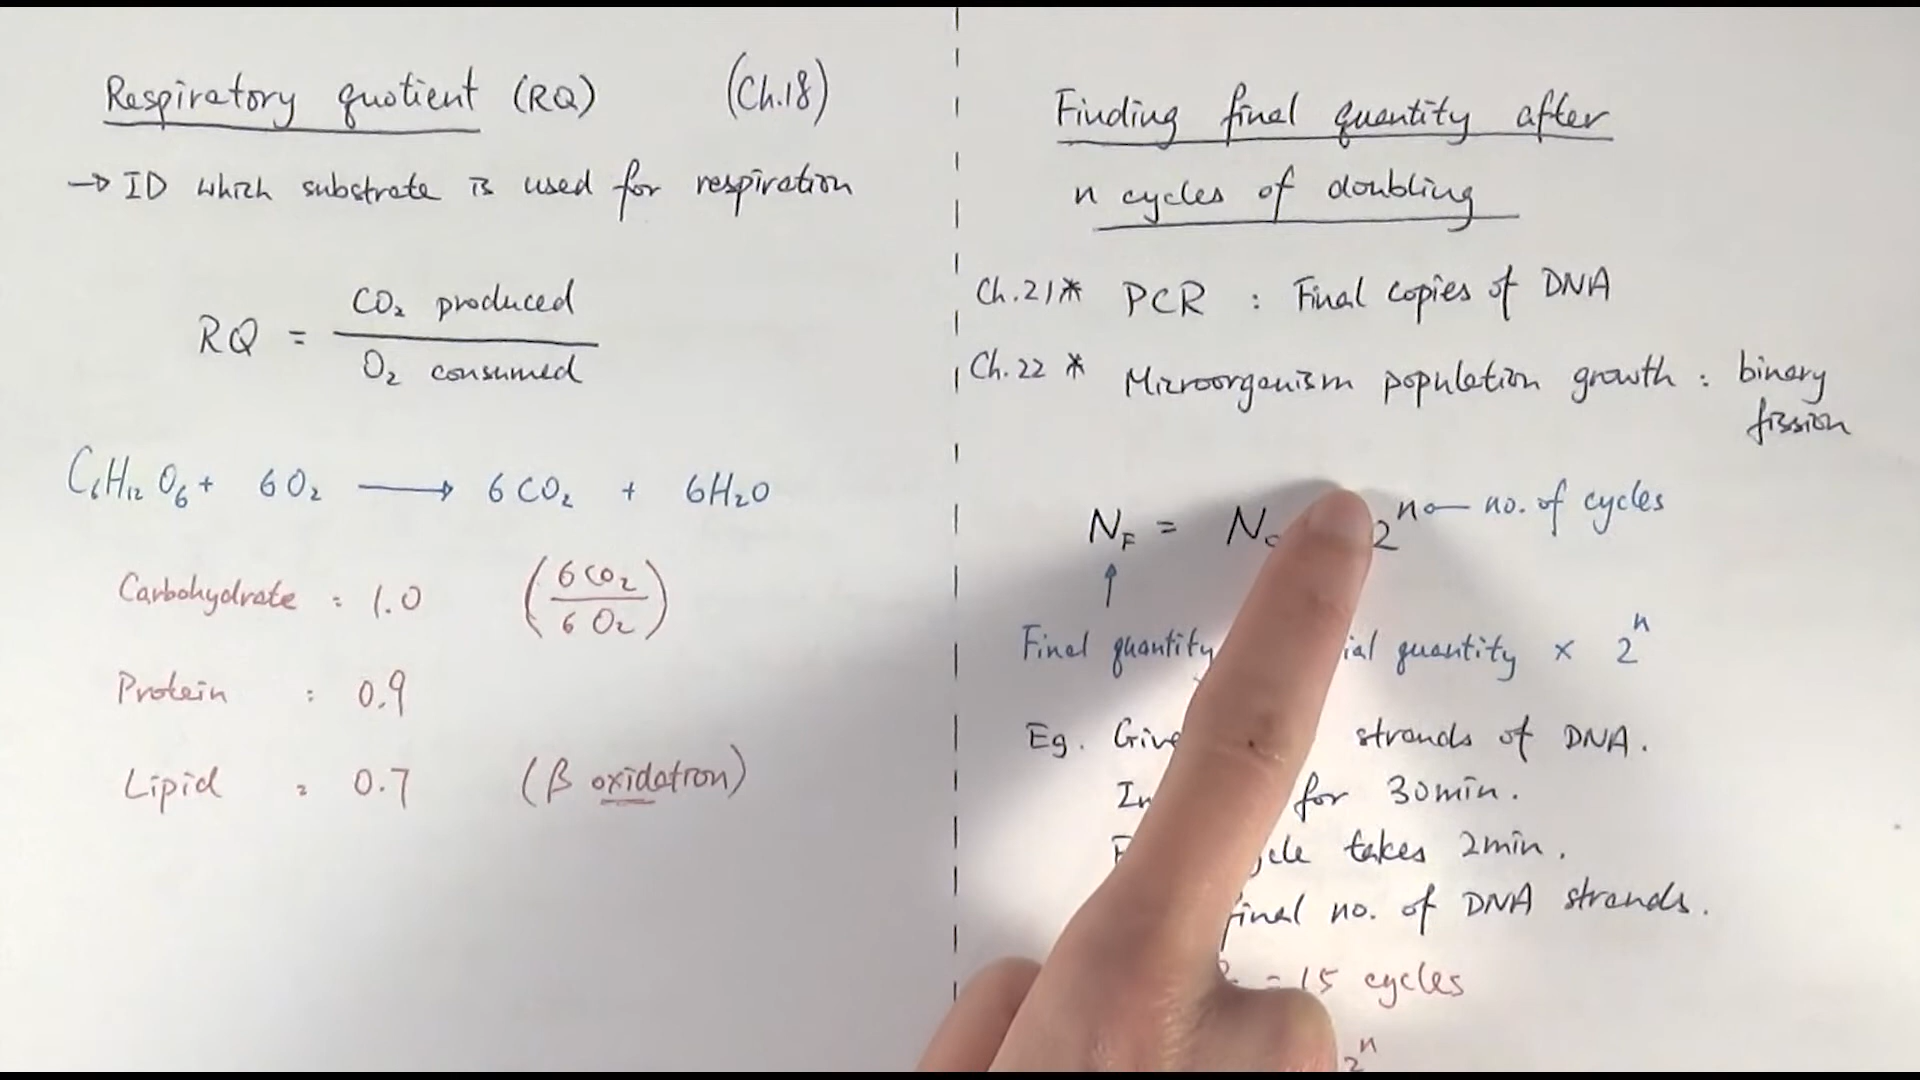 Respiratory quotient (RQ) (Ch.18)
→ ID which substrate is used for respiration
RQ = CO₂ produced
O₂ consumed
C₆H₁₂O₆ + 6O₂ → 6CO₂ + 6H₂O
Carbohydrate : 1.0 (6CO₂
6O₂)
Protein : 0.9
Lipid : 0.7 (β oxidation)
Finding final quantity after
n cycles of doubling
Ch.21* PCR : Final copies of DNA
Ch.22* Microorganism population growth : binary
fission
N_F = N 2ⁿ no. of cycles
↑
Final quantity quantity × 2ⁿ
Eg. strands of DNA.
for 30min.
takes 2min.
no. of DNA strands.
= 15 cycles
2ⁿ